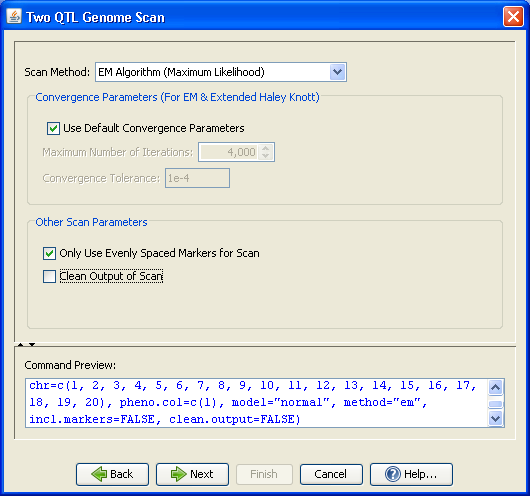 Two QTL Genome Scan
Scan Method: EM Algorithm (Maximum Likelihood)
Convergence Parameters (For EM & Extended Haley Knott)
Use Default Convergence Parameters
Maximum Number of Iterations: 4,000
Convergence Tolerance: 1e-4
Other Scan Parameters
Only Use Evenly Spaced Markers for Scan
Clean Output of Scan
Command Preview:
chr=c(1, 2, 3, 4, 5, 6, 7, 8, 9, 10, 11, 12, 13, 14, 15, 16, 17,
18, 19, 20), pheno.col=c(1), model="normal", method="em",
incl.markers=FALSE, clean.output=FALSE)
Back Next Finish Cancel Help...